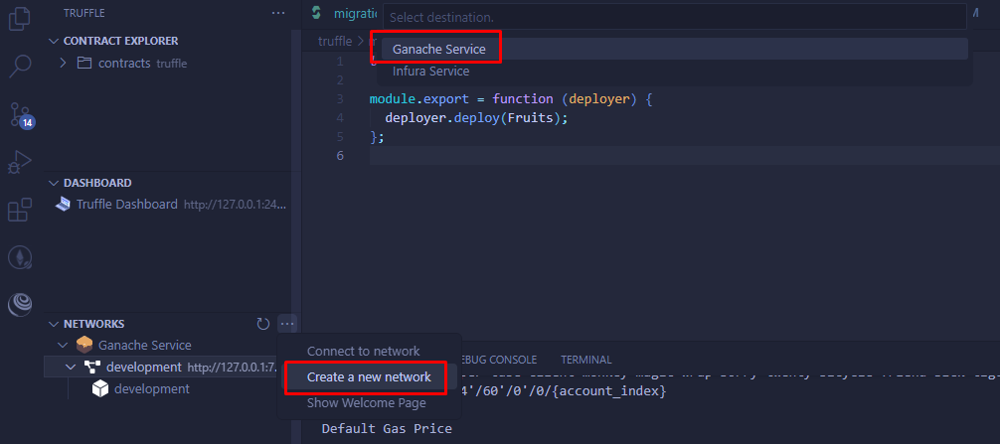 TRUFFLE
CONTRACT EXPLORER
contracts truffle
14
DASHBOARD
Truffle Dashboard http://127.0.0.1:24...
NETWORKS
Ganache Service
development http://127.0.0.1:7
development
migratio
Select destination.
truffle
Ganache Service
Infura Service
1
2
3 module.export = function (deployer) {
4 deployer.deploy(Fruits);
5 };
6
Connect to network
Create a new network
Show Welcome Page
EBUG CONSOLE TERMINAL
4'/60'/0'/0/{account_index}
Default Gas Price